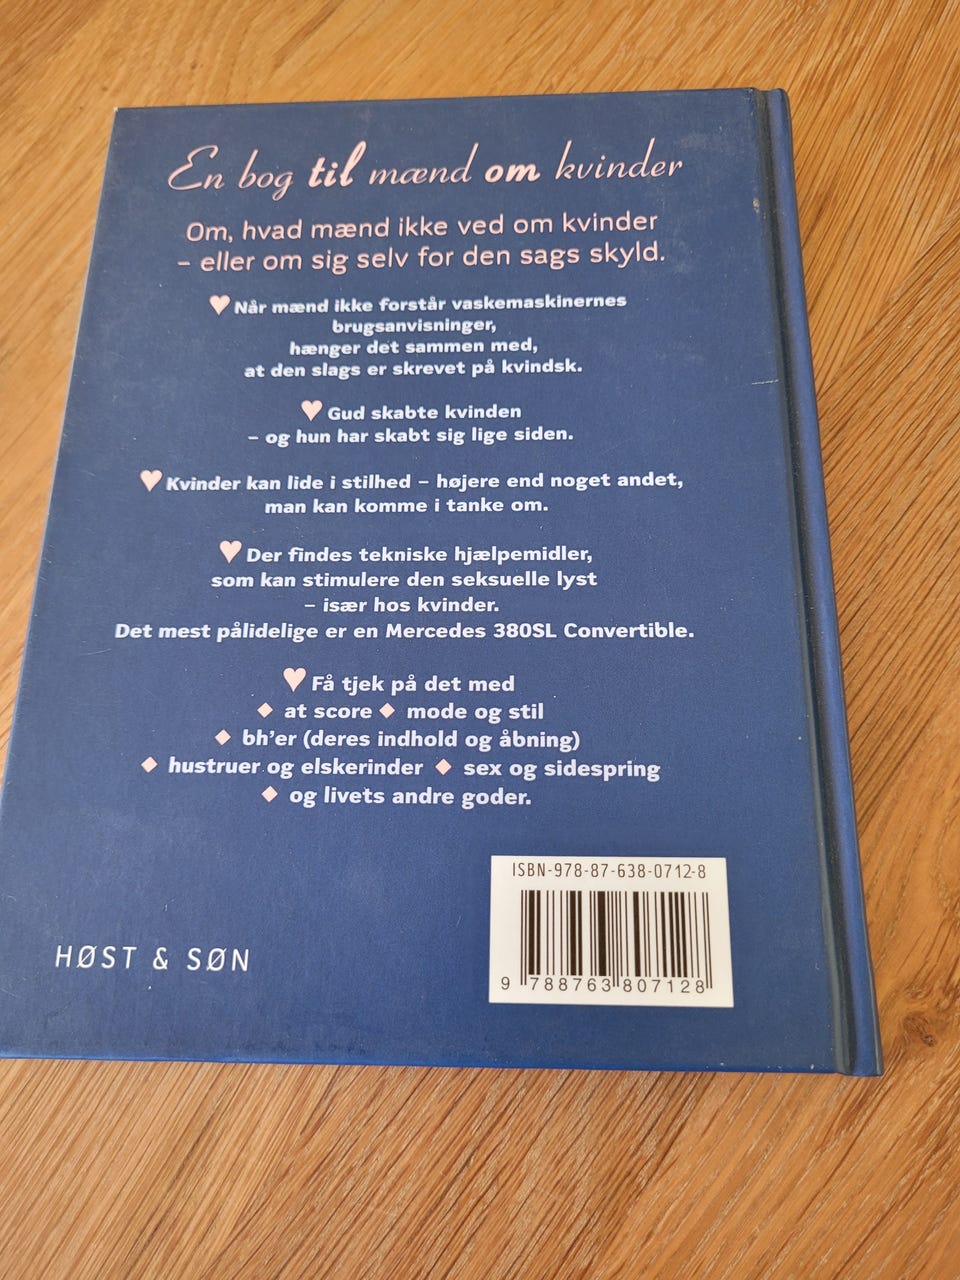 En bog til mænd om kvinder
Om, hvad mænd ikke ved om kvinder
– eller om sig selv for den sags skyld.
♥ Når mænd ikke forstår vaskemaskinernes
brugsanvisninger,
hænger det sammen med,
at den slags er skrevet på kvindsk.
♥ Gud skabte kvinden
– og hun har skabt sig lige siden.
♥ Kvinder kan lide i stilhed – højere end noget andet,
man kan komme i tanke om.
♥ Der findes tekniske hjælpemidler,
som kan stimulere den seksuelle lyst
– især hos kvinder.
Det mest pålidelige er en Mercedes 380SL Convertible.
♥ Få tjek på det med
◆ at score ◆ mode og stil
◆ bh'er (deres indhold og åbning)
◆ hustruer og elskerinder ◆ sex og sidespring
◆ og livets andre goder.
ISBN-978-87-638-0712-8
9 788763 807128
HØST & SØN